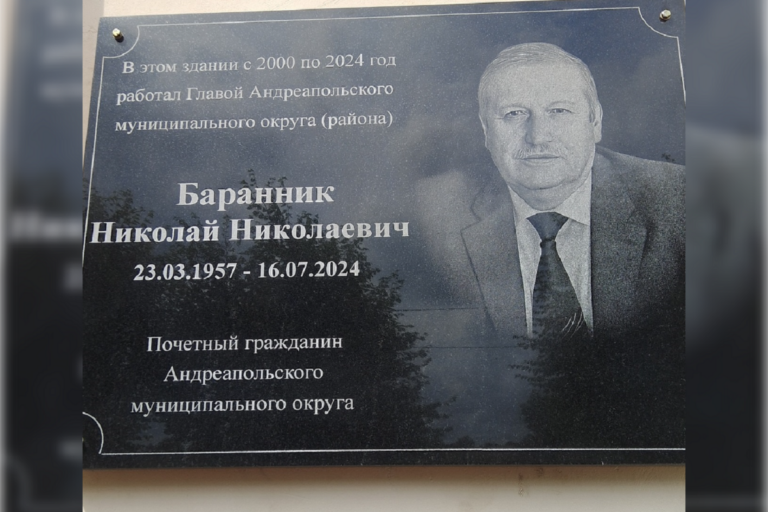 В этом здании с 2000 по 2024 год
работал Главой Андреапольского
муниципального округа (района)
Баранник
Николай Николаевич
23.03.1957 - 16.07.2024
Почетный гражданин
Андреапольского
муниципального округа